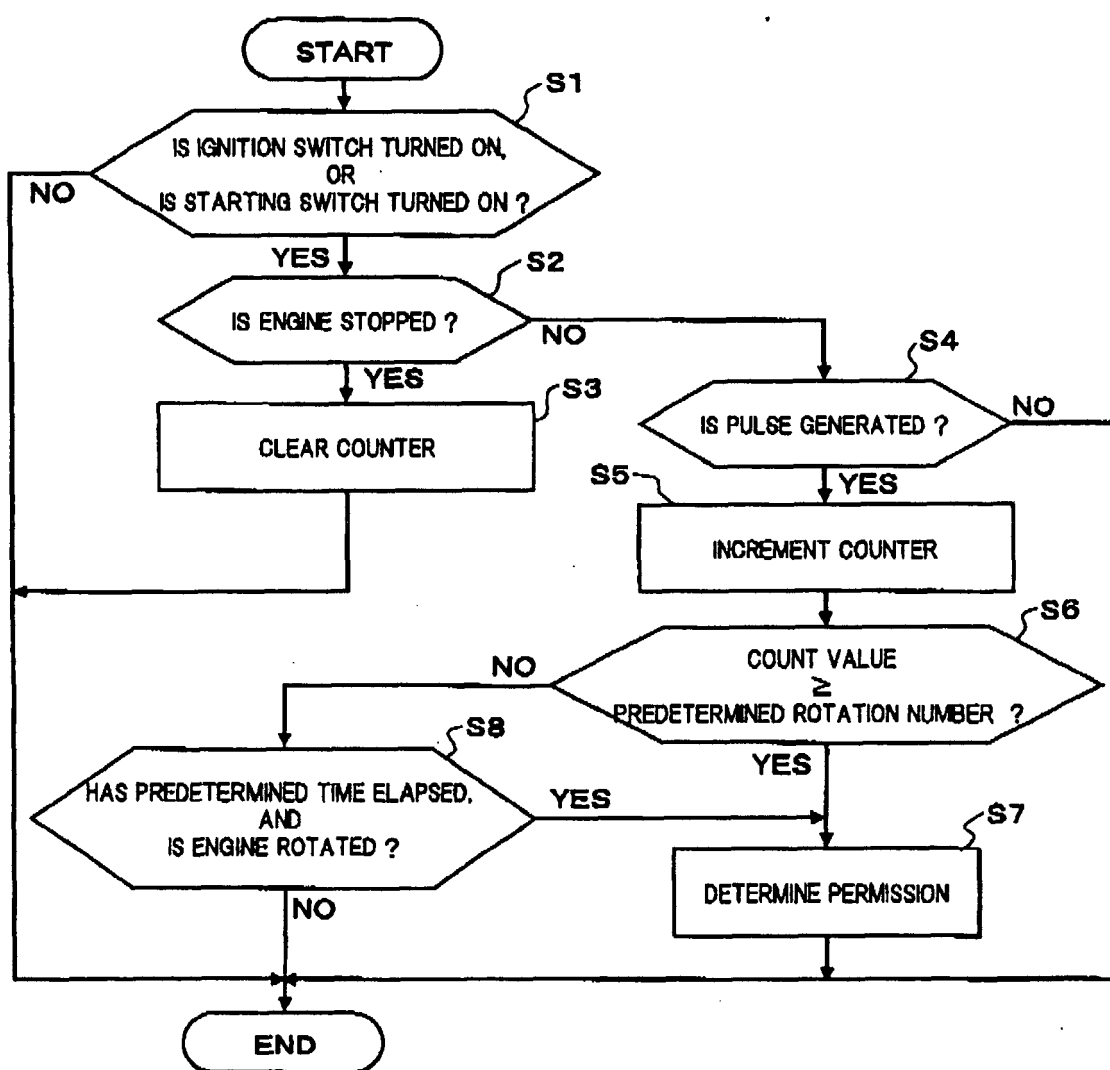 START
S1
IS IGNITION SWITCH TURNED ON,
OR
IS STARTING SWITCH TURNED ON ?
NO
YES
S2
IS ENGINE STOPPED ?
NO
YES
S3
CLEAR COUNTER
S4
IS PULSE GENERATED ?
NO
YES
S5
INCREMENT COUNTER
S6
COUNT VALUE
≥
PREDETERMINED ROTATION NUMBER ?
NO
YES
S8
HAS PREDETERMINED TIME ELAPSED,
AND
IS ENGINE ROTATED ?
YES
NO
S7
DETERMINE PERMISSION
END